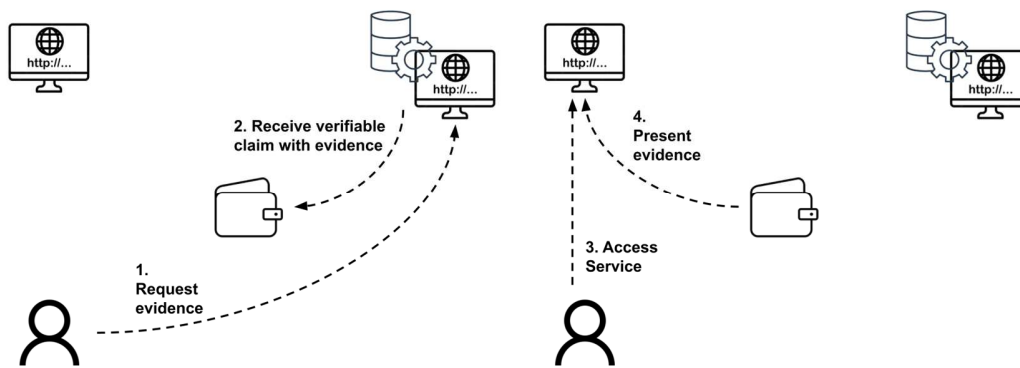 http://...
http://...
http://...
http://...
2. Receive verifiable
claim with evidence
4.
Present
evidence
1.
Request
evidence
3. Access
Service